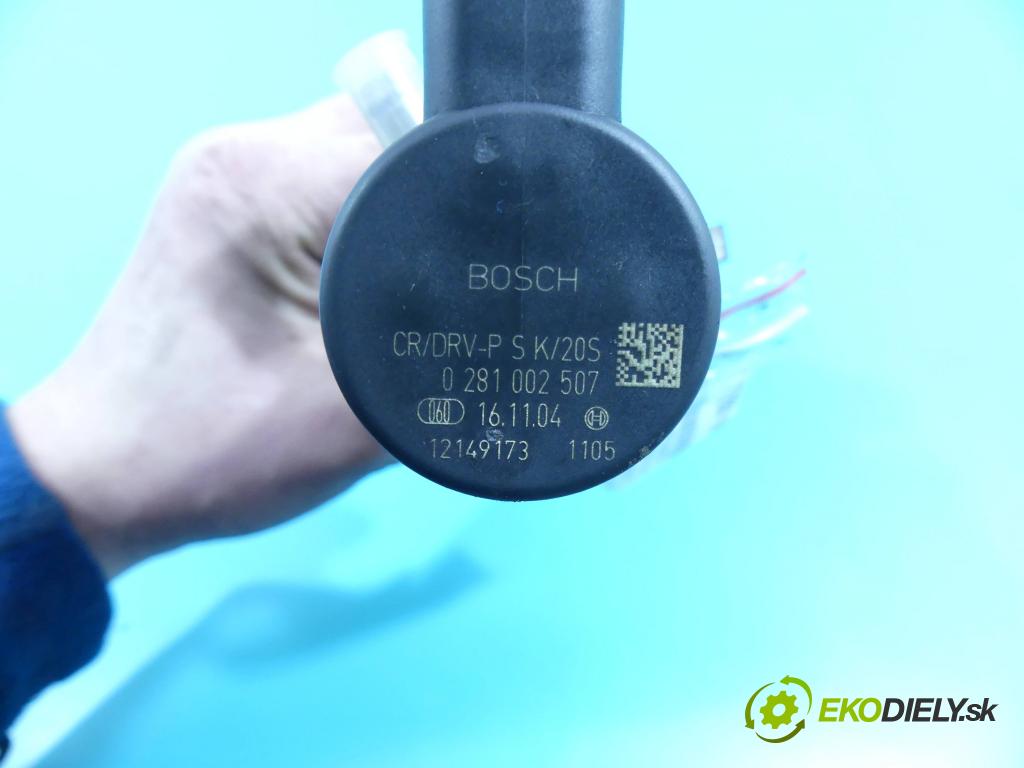 BOSCH
CR/DRV-P S K/20S
0 281 002 507
060 16.11.04
12149173 1105
EKODIELY.sk